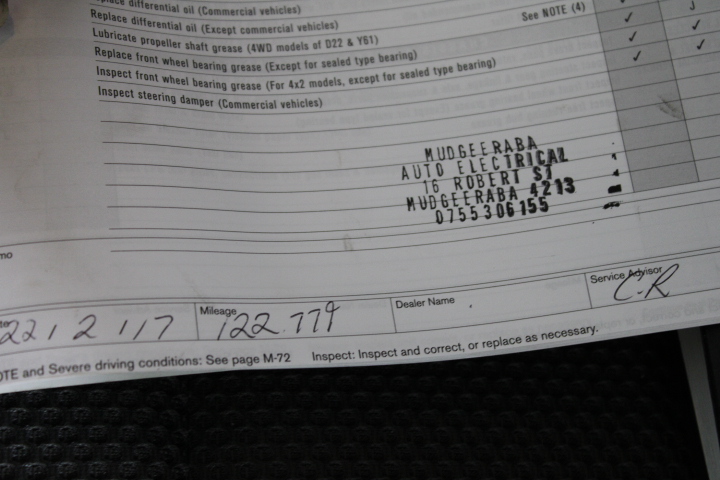 differential oil (Commercial vehicles)
Replace differential oil (Except commercial vehicles)
Lubricate propeller shaft grease (4WD models of D22 & Y61) See NOTE (4)
Replace front wheel bearing grease (Except for sealed type bearing)
Inspect front wheel bearing grease (For 4x2 models, except for sealed type bearing)
Inspect steering damper (Commercial vehicles)
MUDGEERABA
AUTO ELECTRICAL
16 ROBERT ST
MUDGEERABA 4213
0755306155
22/2/17
Mileage 122.779
Dealer Name
Service Advisor C.R
and Severe driving conditions: See page M-72 Inspect: Inspect and correct, or replace as necessary.